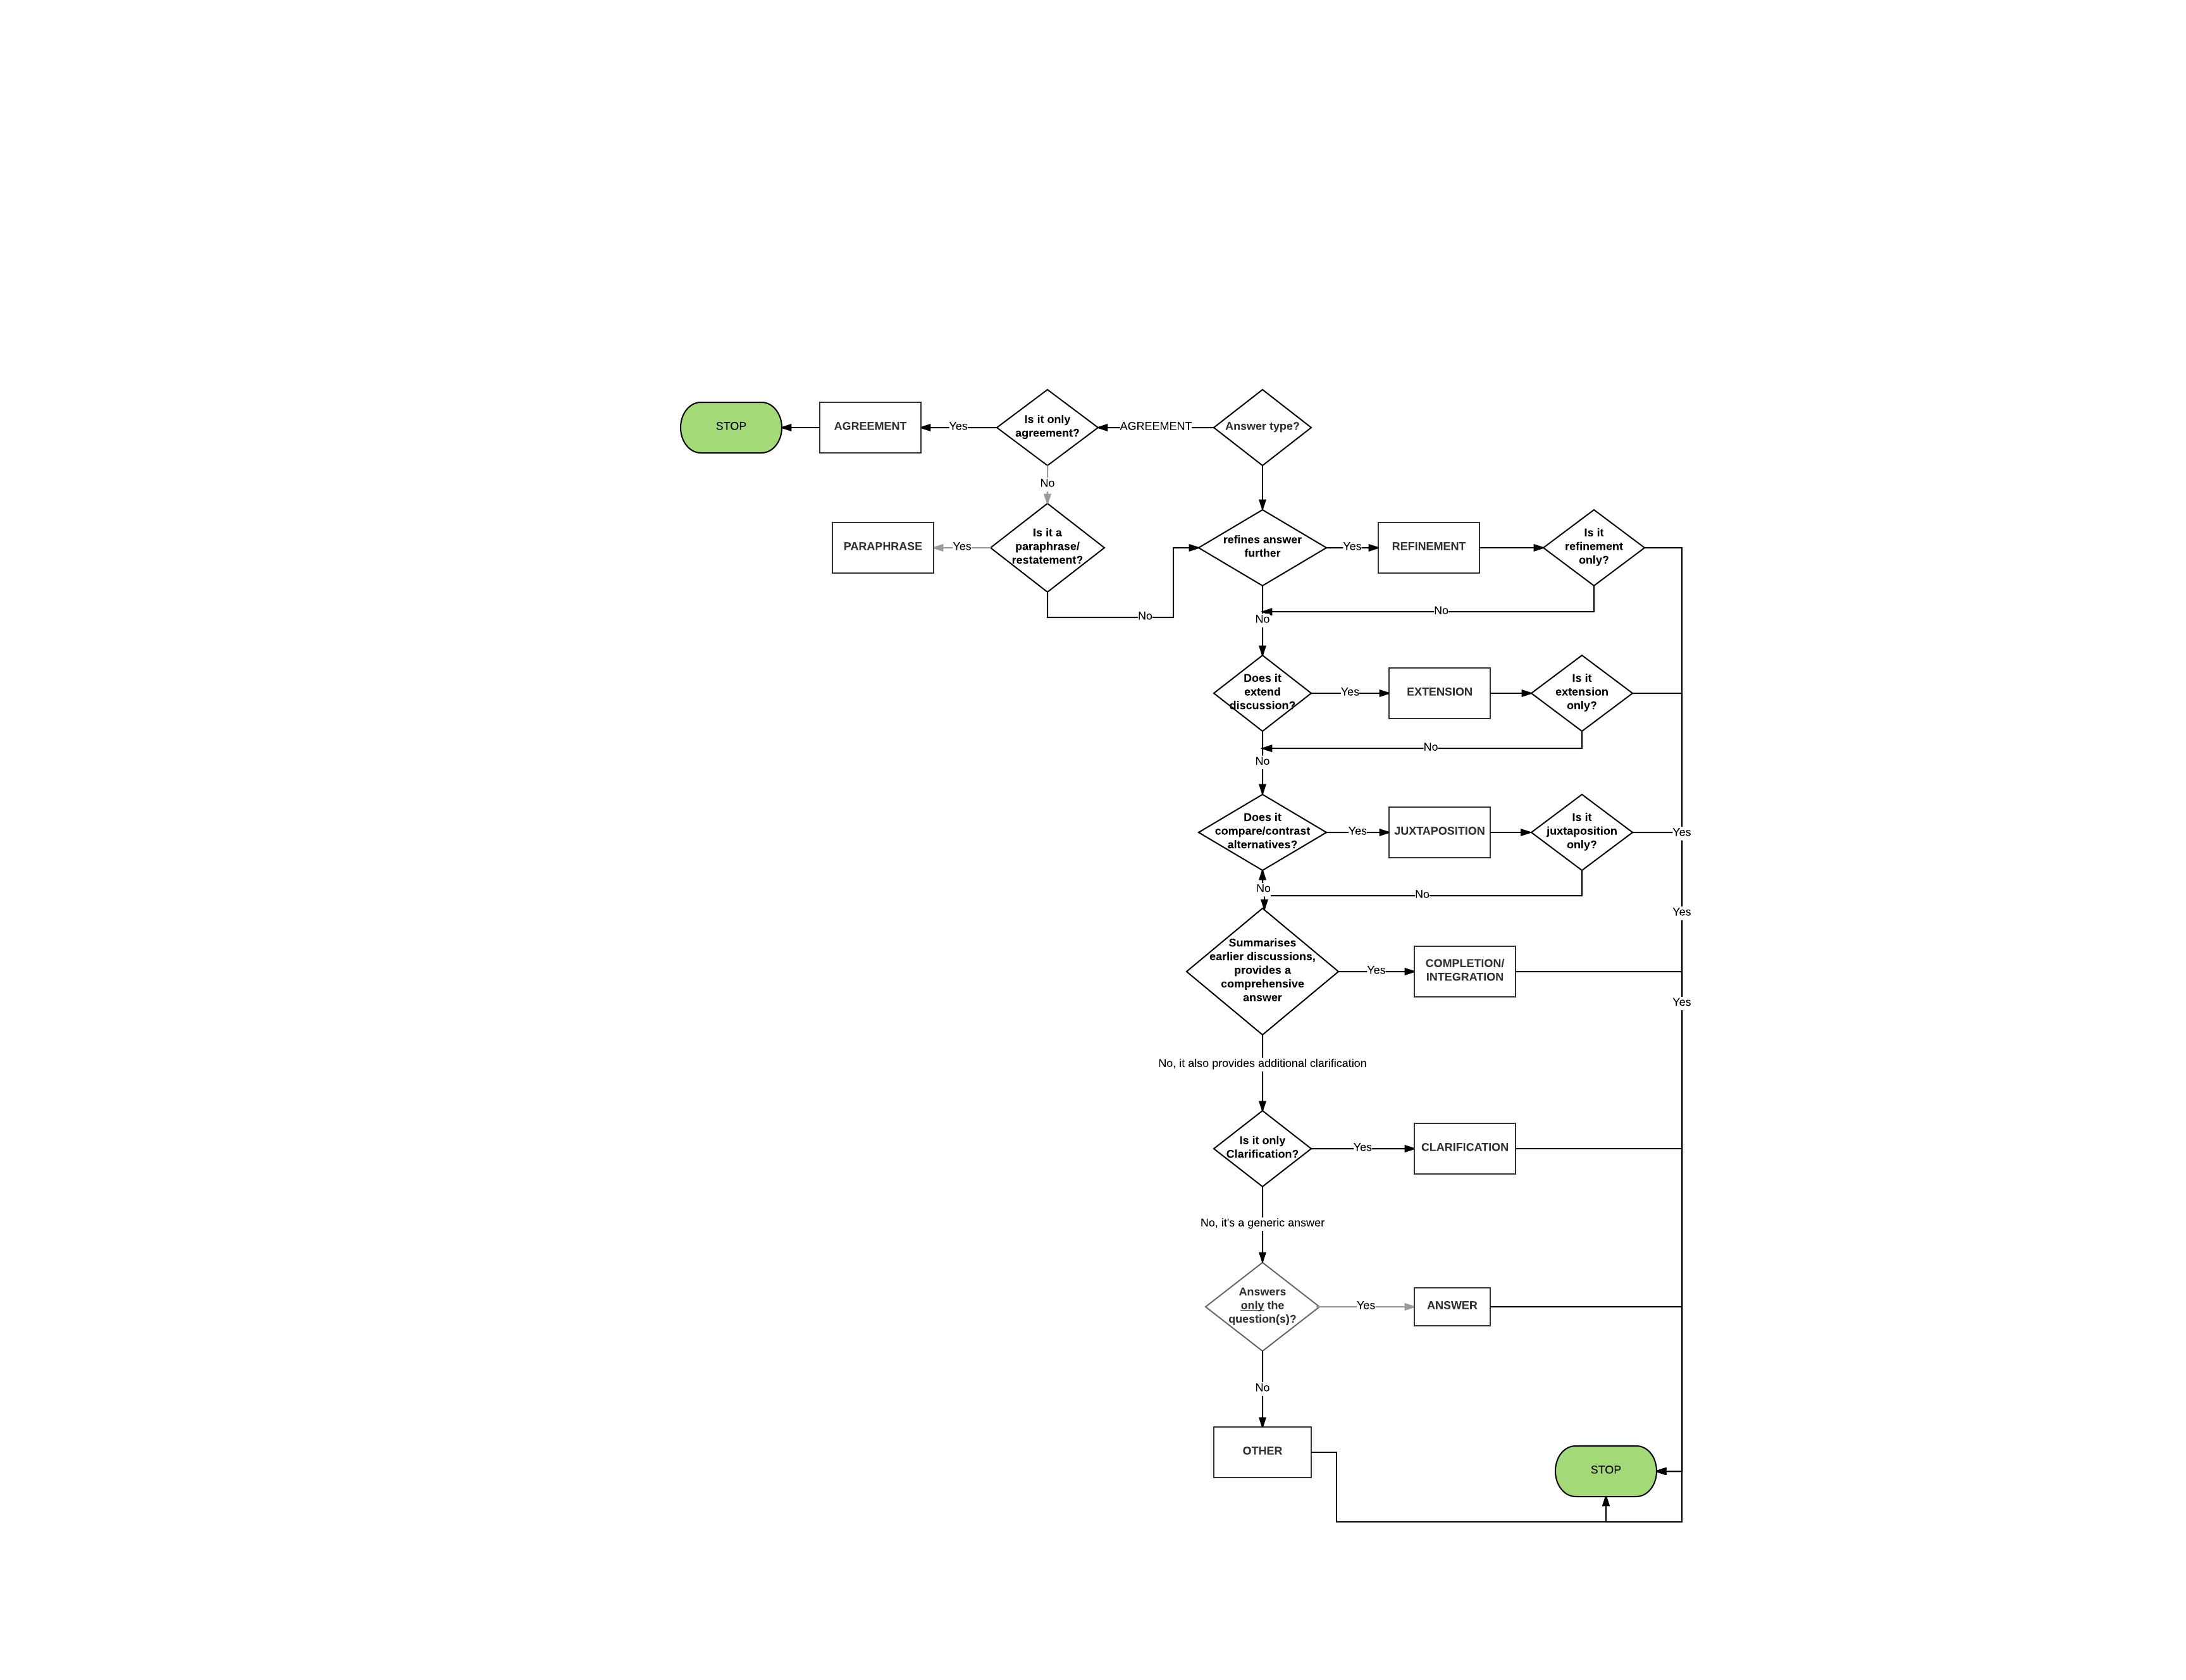 STOP
AGREEMENT
Yes
Is it only
agreement?
AGREEMENT
Answer type?
No
PARAPHRASE
Yes
Is it a
paraphrase/
restatement?
No
refines answer
further
Yes
REFINEMENT
Is it
refinement
only?
No
No
Does it
extend
discussion?
Yes
EXTENSION
Is it
extension
only?
No
No
Does it
compare/contrast
alternatives?
Yes
JUXTAPOSITION
Is it
juxtaposition
only?
Yes
No
No
Yes
Summarises
earlier discussions,
provides a
comprehensive
answer
Yes
COMPLETION/
INTEGRATION
Yes
No, it also provides additional clarification
Is it only
Clarification?
Yes
CLARIFICATION
No, it's a generic answer
Answers
only the
question(s)?
Yes
ANSWER
No
OTHER
STOP